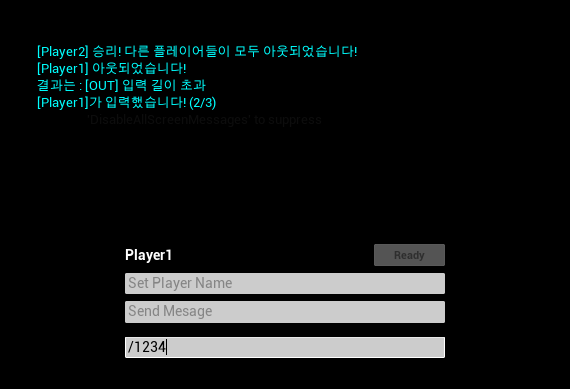 [Player2] 승리! 다른 플레이어들이 모두 아웃되었습니다!
[Player1] 아웃되었습니다!
결과는 : [OUT] 입력 길이 초과
[Player1]가 입력했습니다! (2/3)
'DisableAllScreenMessages' to suppress
Player1
Ready
Set Player Name
Send Mesage
/1234